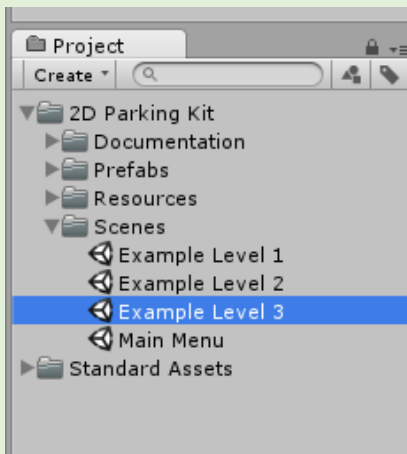 Project
Create
2D Parking Kit
Documentation
Prefabs
Resources
Scenes
Example Level 1
Example Level 2
Example Level 3
Main Menu
Standard Assets